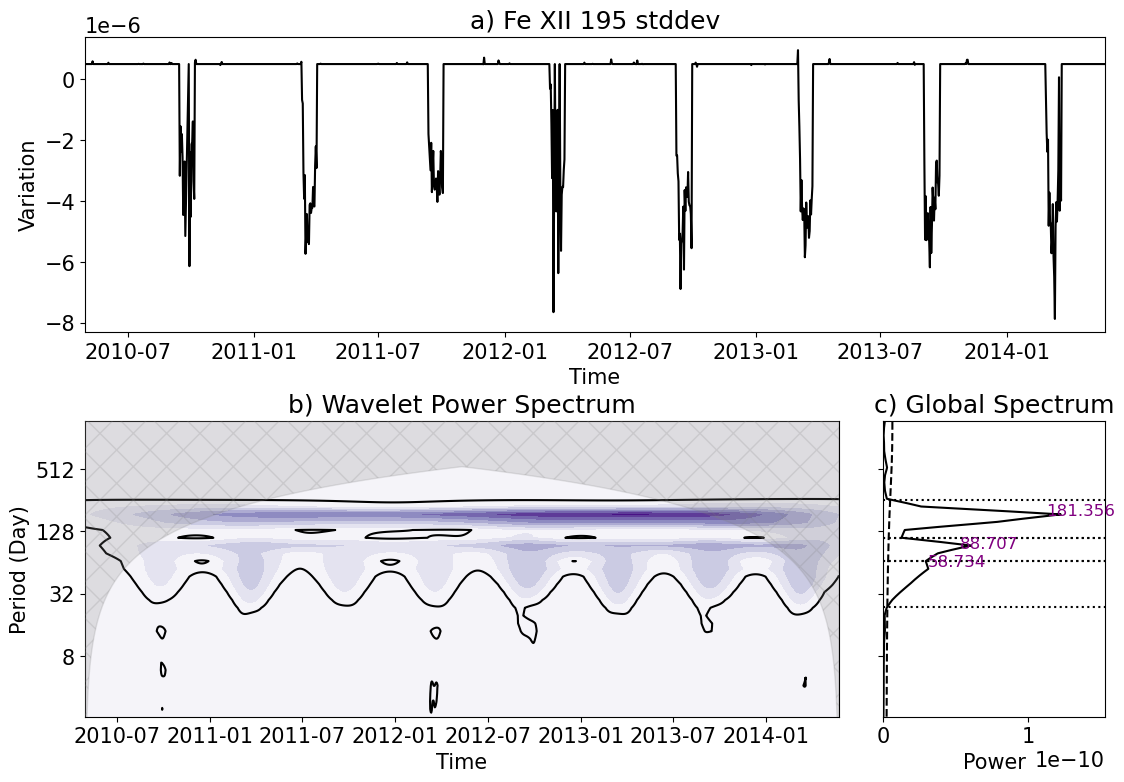 a) Fe XII 195 stddev
1e−6
0
−2
−4
−6
−8
Variation
2010-07 2011-01 2011-07 2012-01 2012-07 2013-01 2013-07 2014-01
Time
b) Wavelet Power Spectrum
512
128
32
8
Period (Day)
2010-07 2011-01 2011-07 2012-01 2012-07 2013-01 2013-07 2014-01
Time
c) Global Spectrum
181.356
88.707
58.734
0 1
Power 1e−10